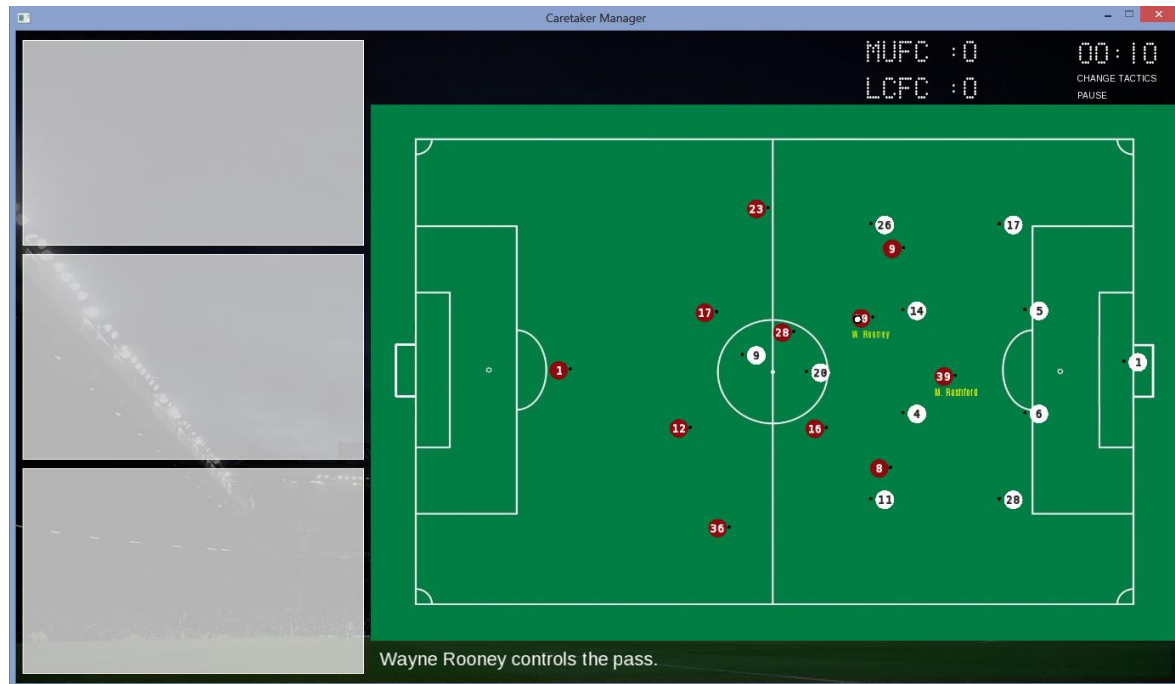 Caretaker Manager
MUFC :0
LCFC :0
00:10
CHANGE TACTICS
PAUSE
23
26
17
9
17
14
5
28
W. Rooney
9
20
1
1
39
M. Rashford
12
16
4
6
8
11
28
36
Wayne Rooney controls the pass.